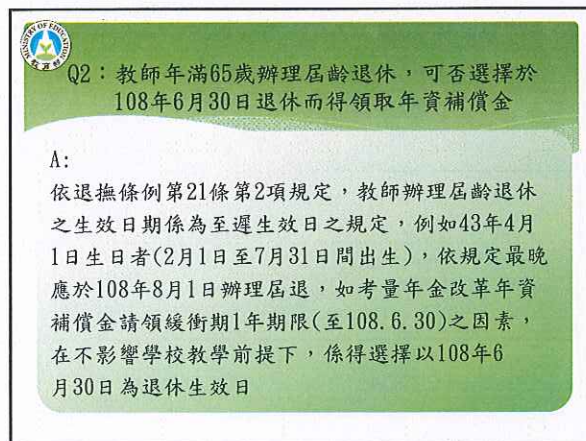 MINISTRY OF EDUCATION
教育部
Q2：教師年滿65歲辦理屆齡退休，可否選擇於
108年6月30日退休而得領取年資補償金
A:
依退撫條例第21條第2項規定，教師辦理屆齡退休
之生效日期係為至遲生效日之規定，例如43年4月
1日生日者(2月1日至7月31日間出生)，依規定最晚
應於108年8月1日辦理屆退，如考量年金改革年資
補償金請領緩衝期1年期限(至108.6.30)之因素，
在不影響學校教學前提下，係得選擇以108年6
月30日為退休生效日